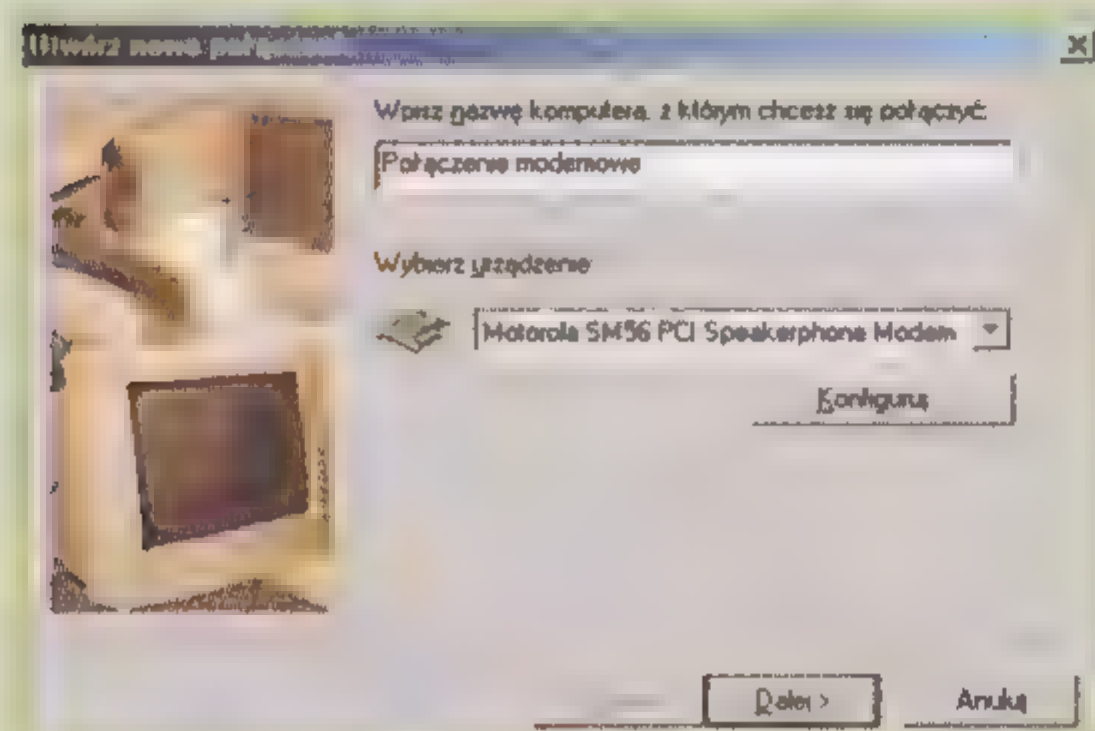 Utwórz nowe połączenie
Wpisz nazwę komputera, z którym chcesz się połączyć:
Połączenie modemowe
Wybierz urządzenie:
Motorola SM56 PCI Speakerphone Modem
Konfiguruj
Dalej >
Anuluj